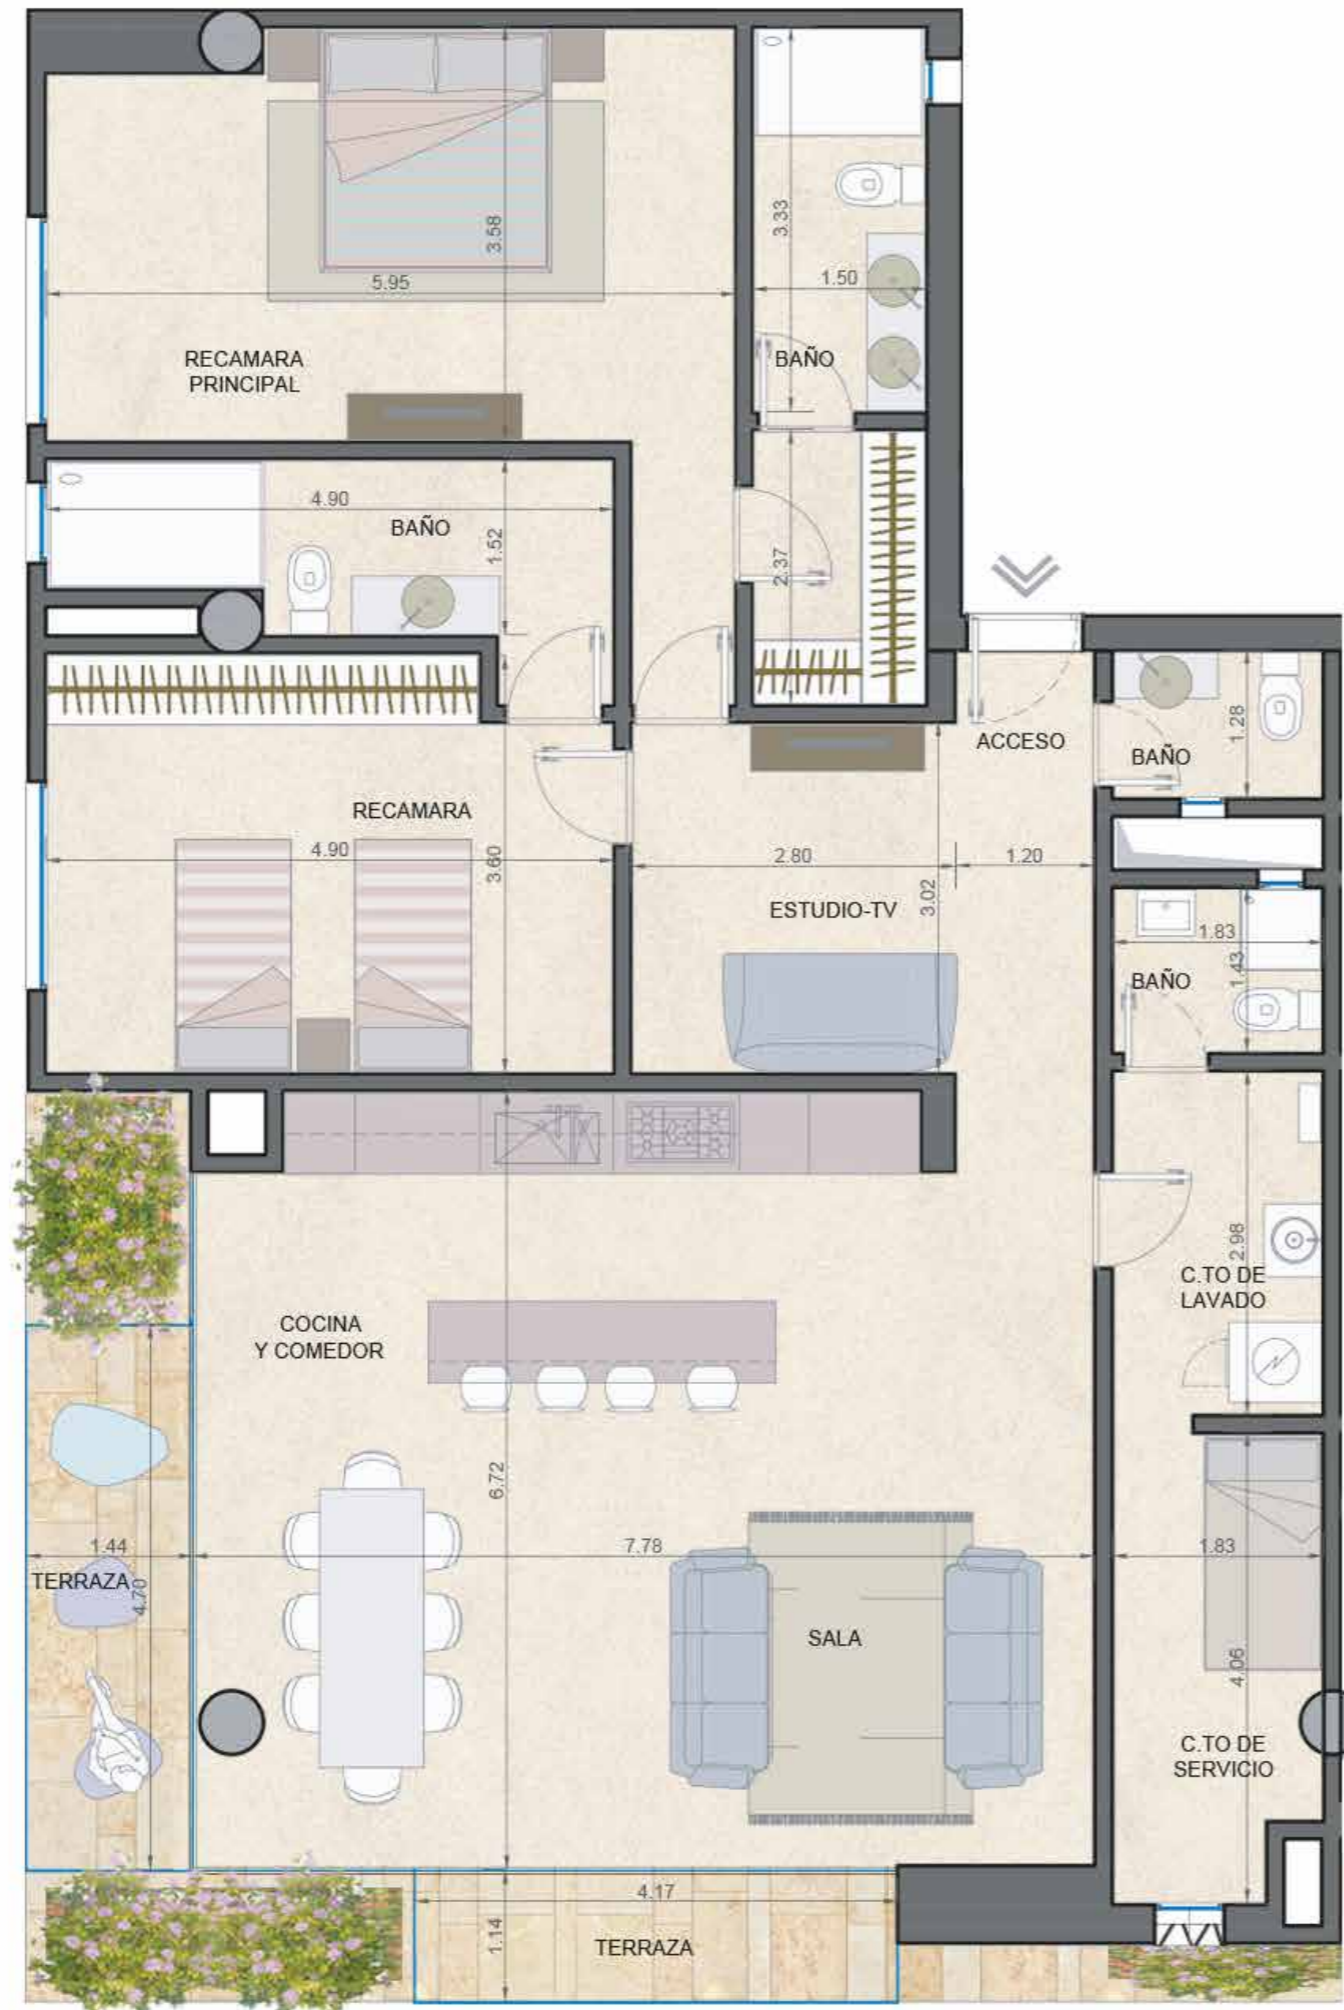 3.58
5.95
RECAMARA
PRINCIPAL
3.33
1.50
BAÑO
4.90
BAÑO
1.52
2.37
ACCESO
1.28
BAÑO
RECAMARA
4.90
3.60
2.80
1.20
ESTUDIO-TV
3.02
1.83
1.43
BAÑO
2.98
C.TO DE
LAVADO
COCINA
Y COMEDOR
6.72
1.44
7.78
1.83
TERRAZA
4.70
SALA
4.06
C.TO DE
SERVICIO
4.17
1.14
TERRAZA